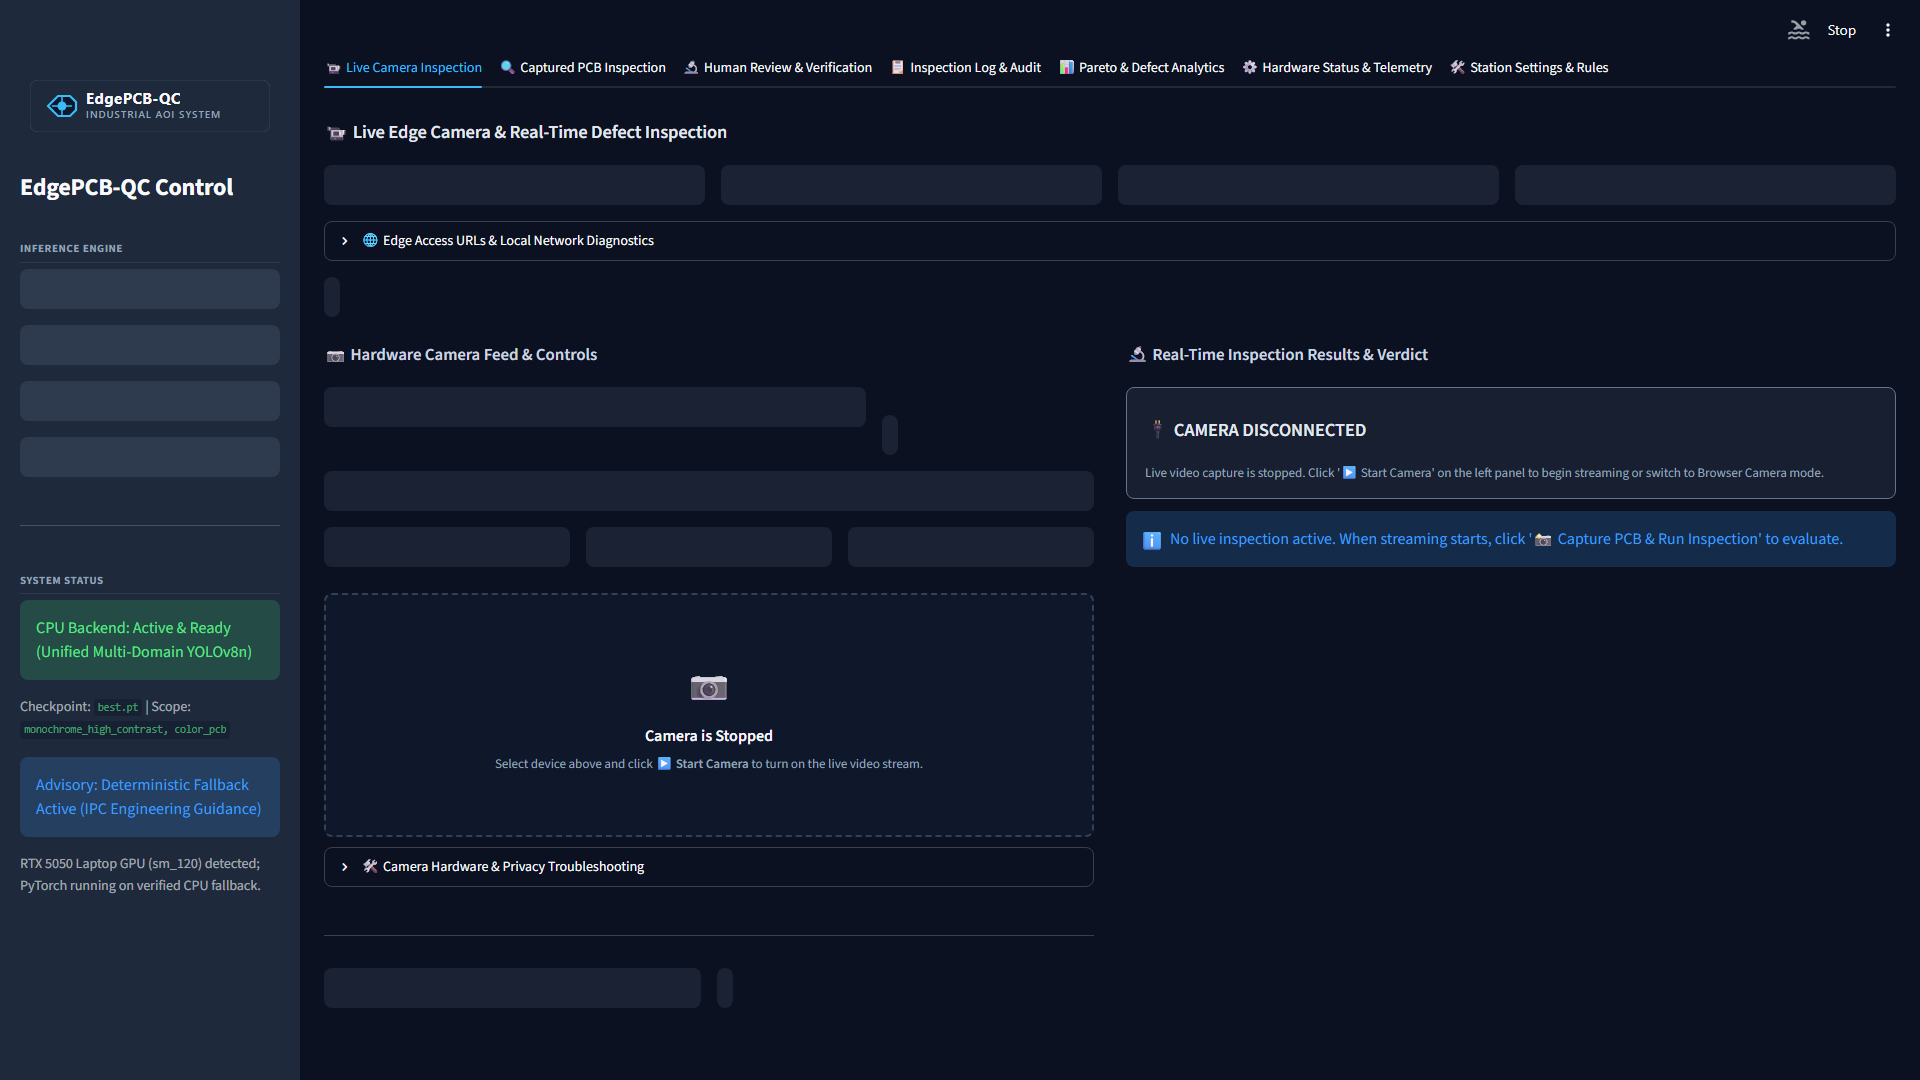 Stop
EdgePCB-QC
INDUSTRIAL AOI SYSTEM
EdgePCB-QC Control
INFERENCE ENGINE
SYSTEM STATUS
CPU Backend: Active & Ready
(Unified Multi-Domain YOLOv8n)
Checkpoint: best.pt | Scope:
monochrome_high_contrast, color_pcb
Advisory: Deterministic Fallback
Active (IPC Engineering Guidance)
RTX 5050 Laptop GPU (sm_120) detected;
PyTorch running on verified CPU fallback.
Live Camera Inspection
Captured PCB Inspection
Human Review & Verification
Inspection Log & Audit
Pareto & Defect Analytics
Hardware Status & Telemetry
Station Settings & Rules
Live Edge Camera & Real-Time Defect Inspection
Edge Access URLs & Local Network Diagnostics
Hardware Camera Feed & Controls
Camera is Stopped
Select device above and click ▶️ Start Camera to turn on the live video stream.
Camera Hardware & Privacy Troubleshooting
Real-Time Inspection Results & Verdict
CAMERA DISCONNECTED
Live video capture is stopped. Click '▶️ Start Camera' on the left panel to begin streaming or switch to Browser Camera mode.
No live inspection active. When streaming starts, click '📷 Capture PCB & Run Inspection' to evaluate.